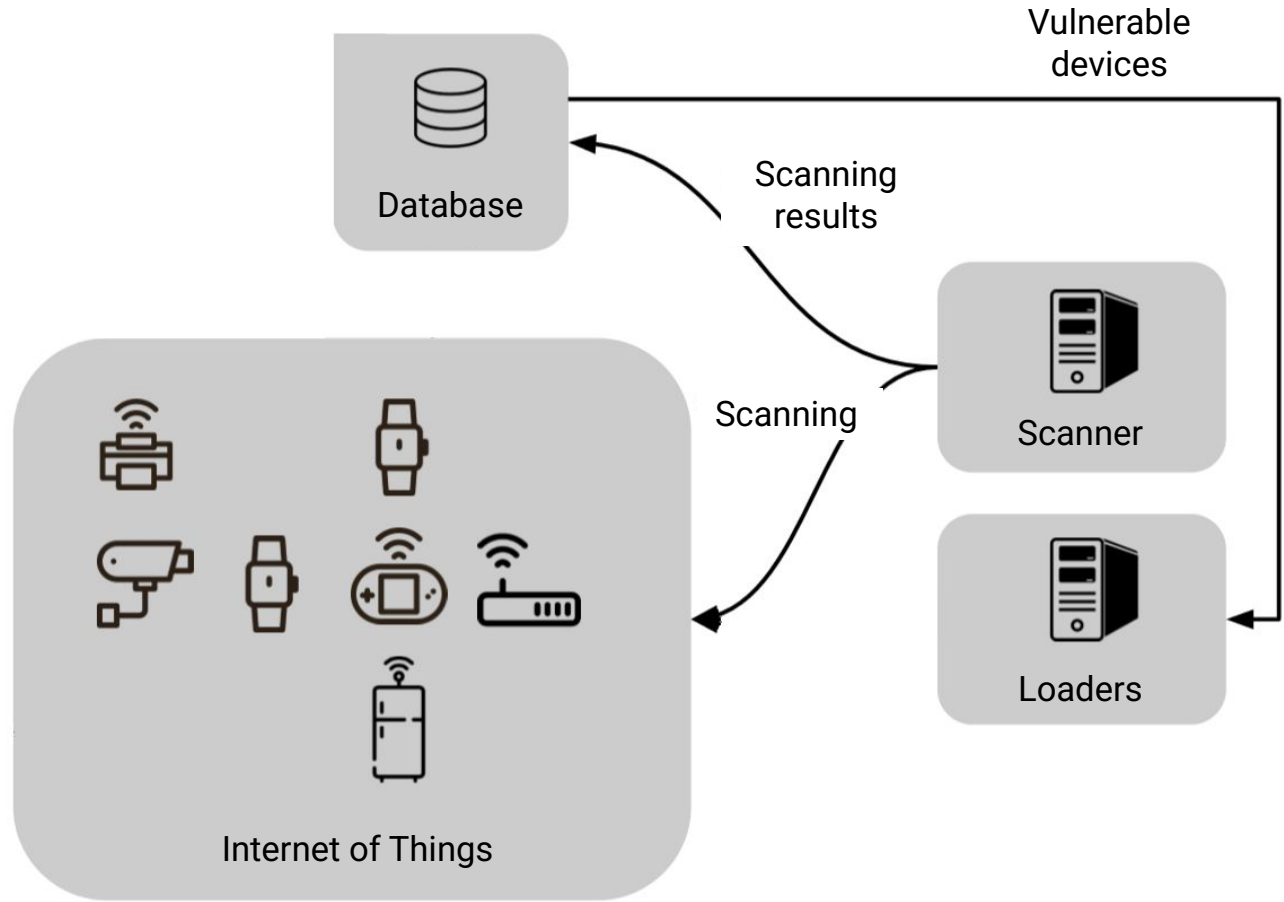 Vulnerable
devices
Database
Scanning
results
Scanning
Scanner
Loaders
Internet of Things